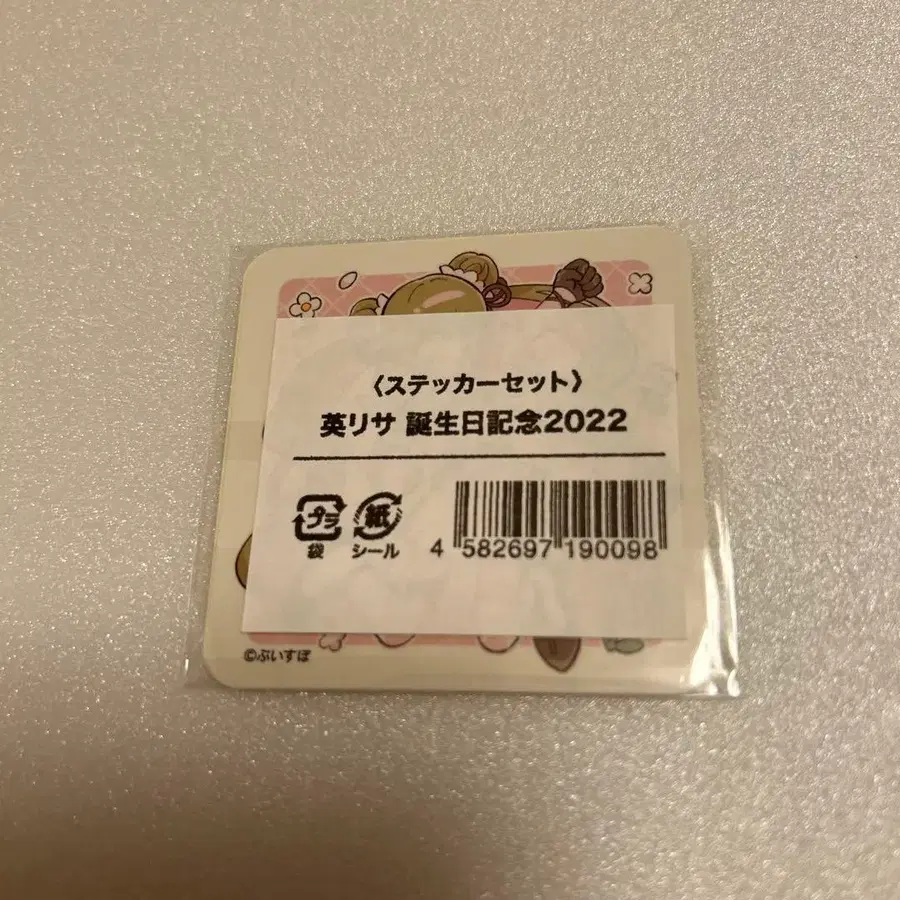 〈ステッカーセット〉
英リサ 誕生日記念2022
プラ
袋
紙
シール
4 582697 190098
©ぶいすぽ